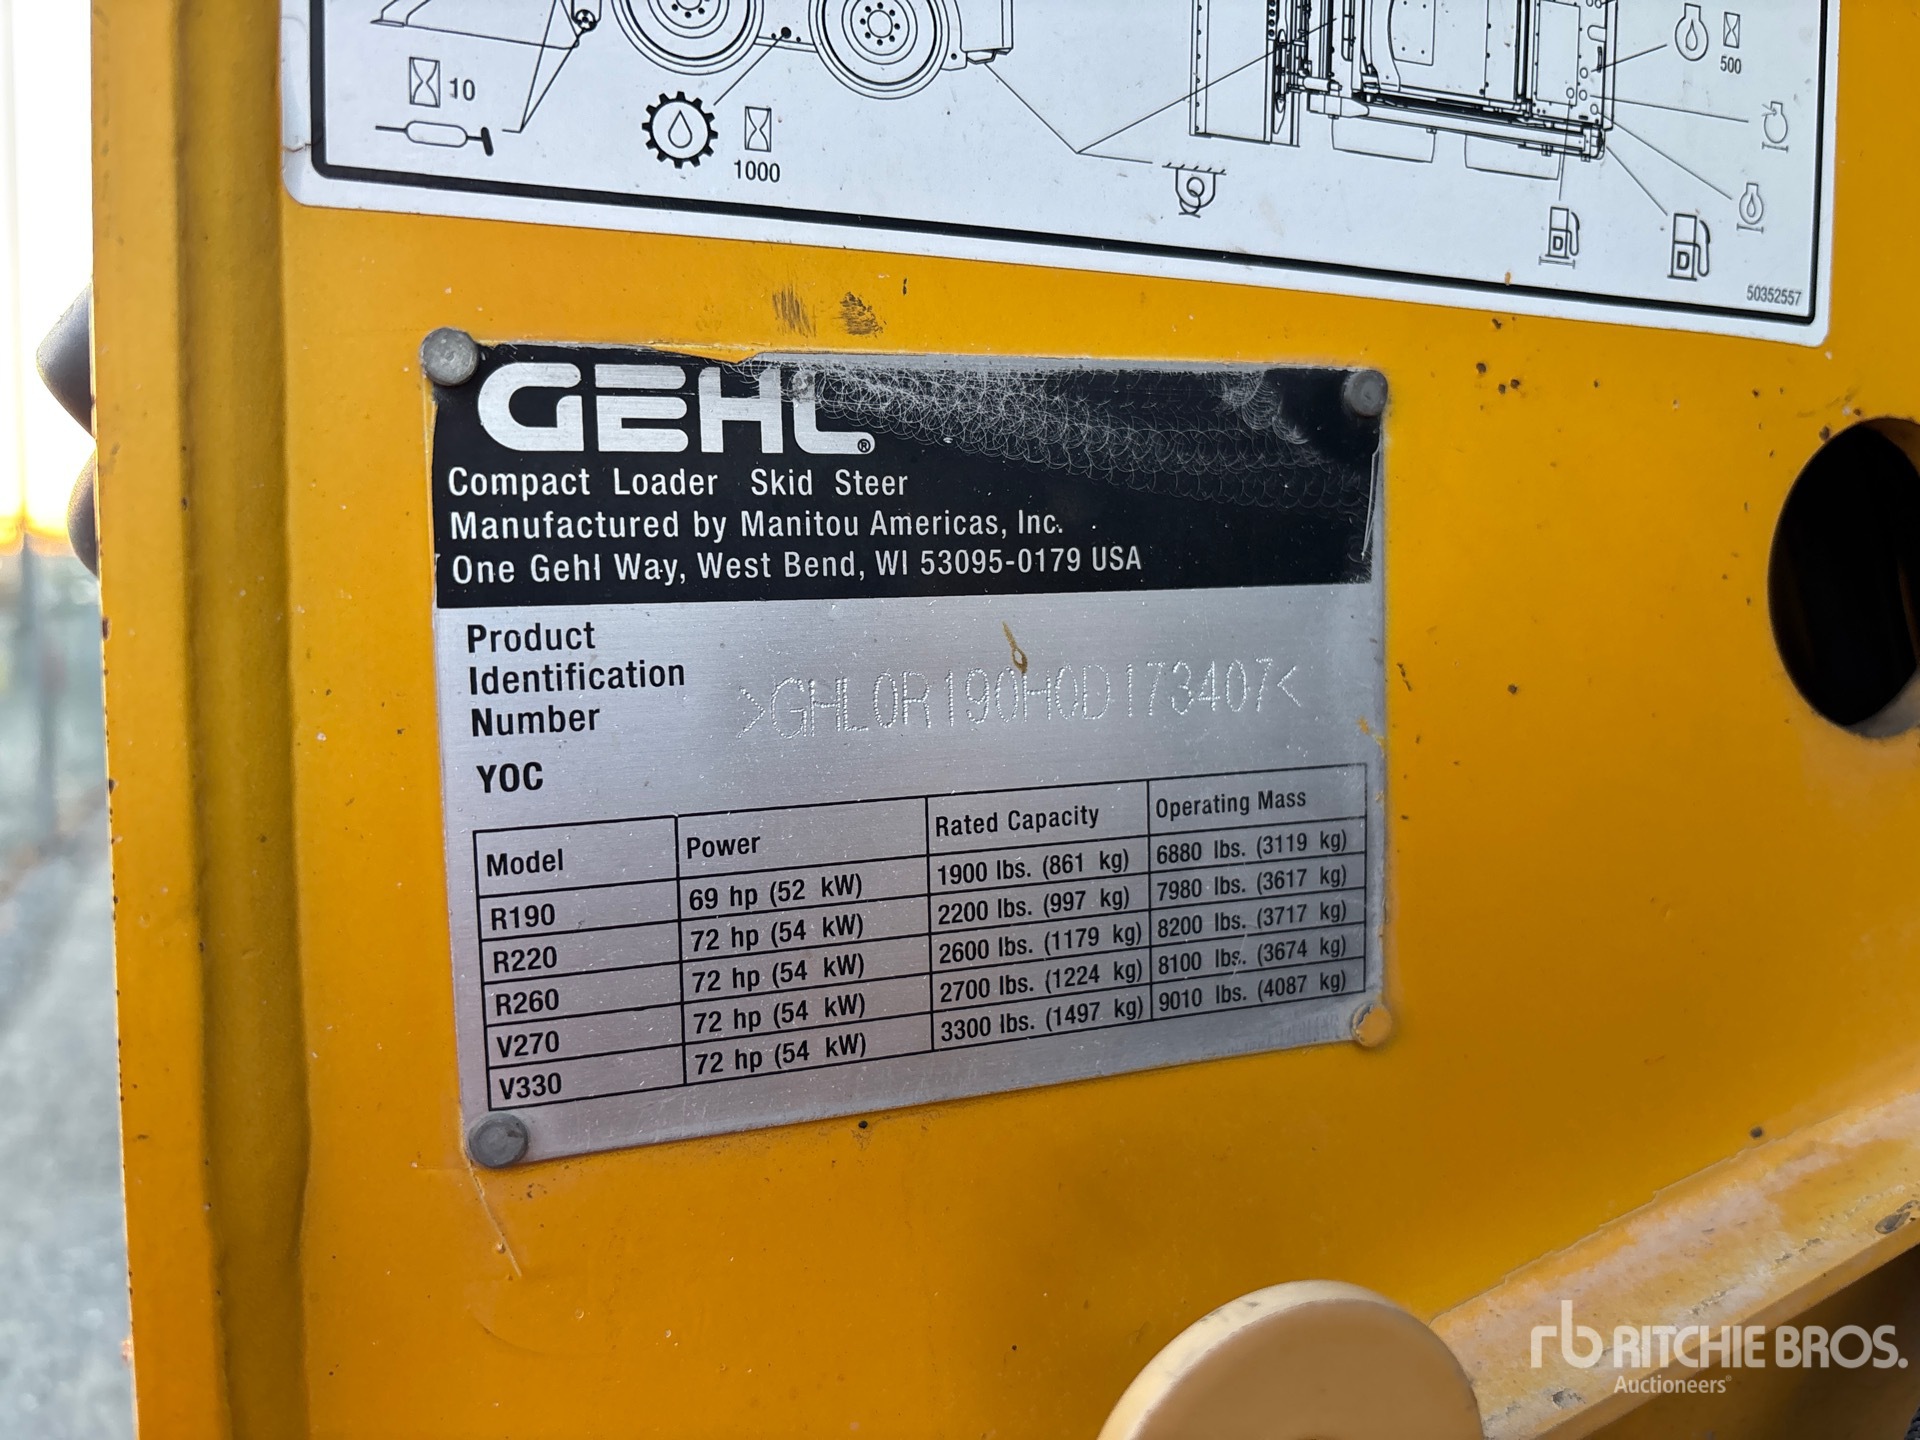 10
1000
500
D
D
50352557
GEHL®
Compact Loader Skid Steer
Manufactured by Manitou Americas, Inc.
One Gehl Way, West Bend, WI 53095-0179 USA
Product
Identification
Number
>GHL0R190H0D173407<
YOC
Model Power Rated Capacity Operating Mass
R190 69 hp (52 kW) 1900 lbs. (861 kg) 6880 lbs. (3119 kg)
R220 72 hp (54 kW) 2200 lbs. (997 kg) 7980 lbs. (3617 kg)
R260 72 hp (54 kW) 2600 lbs. (1179 kg) 8200 lbs. (3717 kg)
V270 72 hp (54 kW) 2700 lbs. (1224 kg) 8100 lbs. (3674 kg)
V330 72 hp (54 kW) 3300 lbs. (1497 kg) 9010 lbs. (4087 kg)
rb RITCHIE BROS.
Auctioneers®